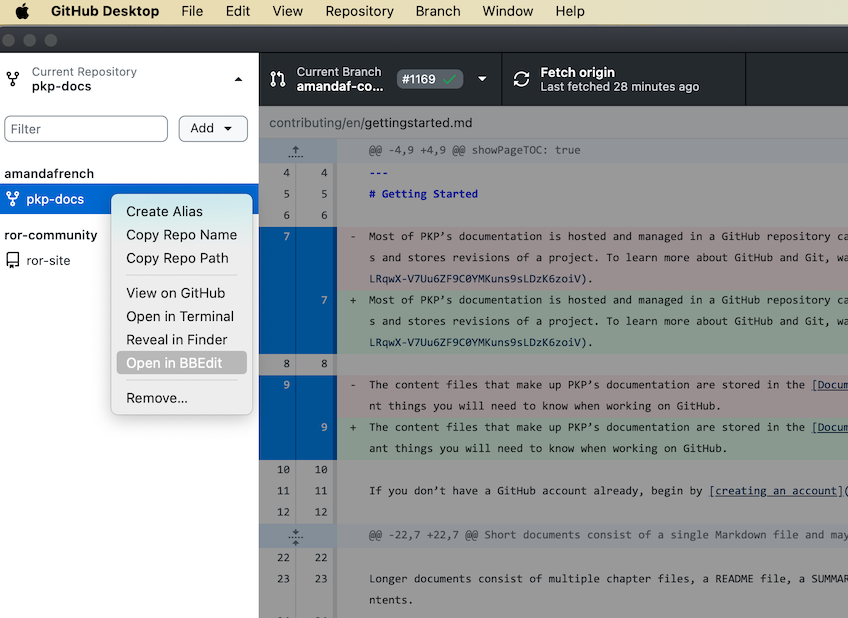 GitHub Desktop File Edit View Repository Branch Window Help
Current Repository
pkp-docs
Current Branch
amandaf-co...
#1169
Fetch origin
Last fetched 28 minutes ago
Filter
Add
amandafrench
pkp-docs
ror-community
ror-site
Create Alias
Copy Repo Name
Copy Repo Path
View on GitHub
Open in Terminal
Reveal in Finder
Open in BBEdit
Remove...
contributing/en/gettingstarted.md
@@ -4,9 +4,9 @@ showPageTOC: true
4 4 ---
5 5 # Getting Started
6 6
7 - Most of PKP’s documentation is hosted and managed in a GitHub repository ca
s and stores revisions of a project. To learn more about GitHub and Git, wa
LRqwX-V7Uu6ZF9C0YMKuns9sLDzK6zoiV).
7 + Most of PKP’s documentation is hosted and managed in a GitHub repository ca
s and stores revisions of a project. To learn more about GitHub and Git, wa
LRqwX-V7Uu6ZF9C0YMKuns9sLDzK6zoiV).
8 8
9 - The content files that make up PKP’s documentation are stored in the [Docum
nt things you will need to know when working on GitHub.
9 + The content files that make up PKP’s documentation are stored in the [Docum
ant things you will need to know when working on GitHub.
10 10
11 11 If you don’t have a GitHub account already, begin by [creating an account](
12 12
@@ -22,7 +22,7 @@ Short documents consist of a single Markdown file and may
22 22
23 23 Longer documents consist of multiple chapter files, a README file, a SUMMAR
ntents.